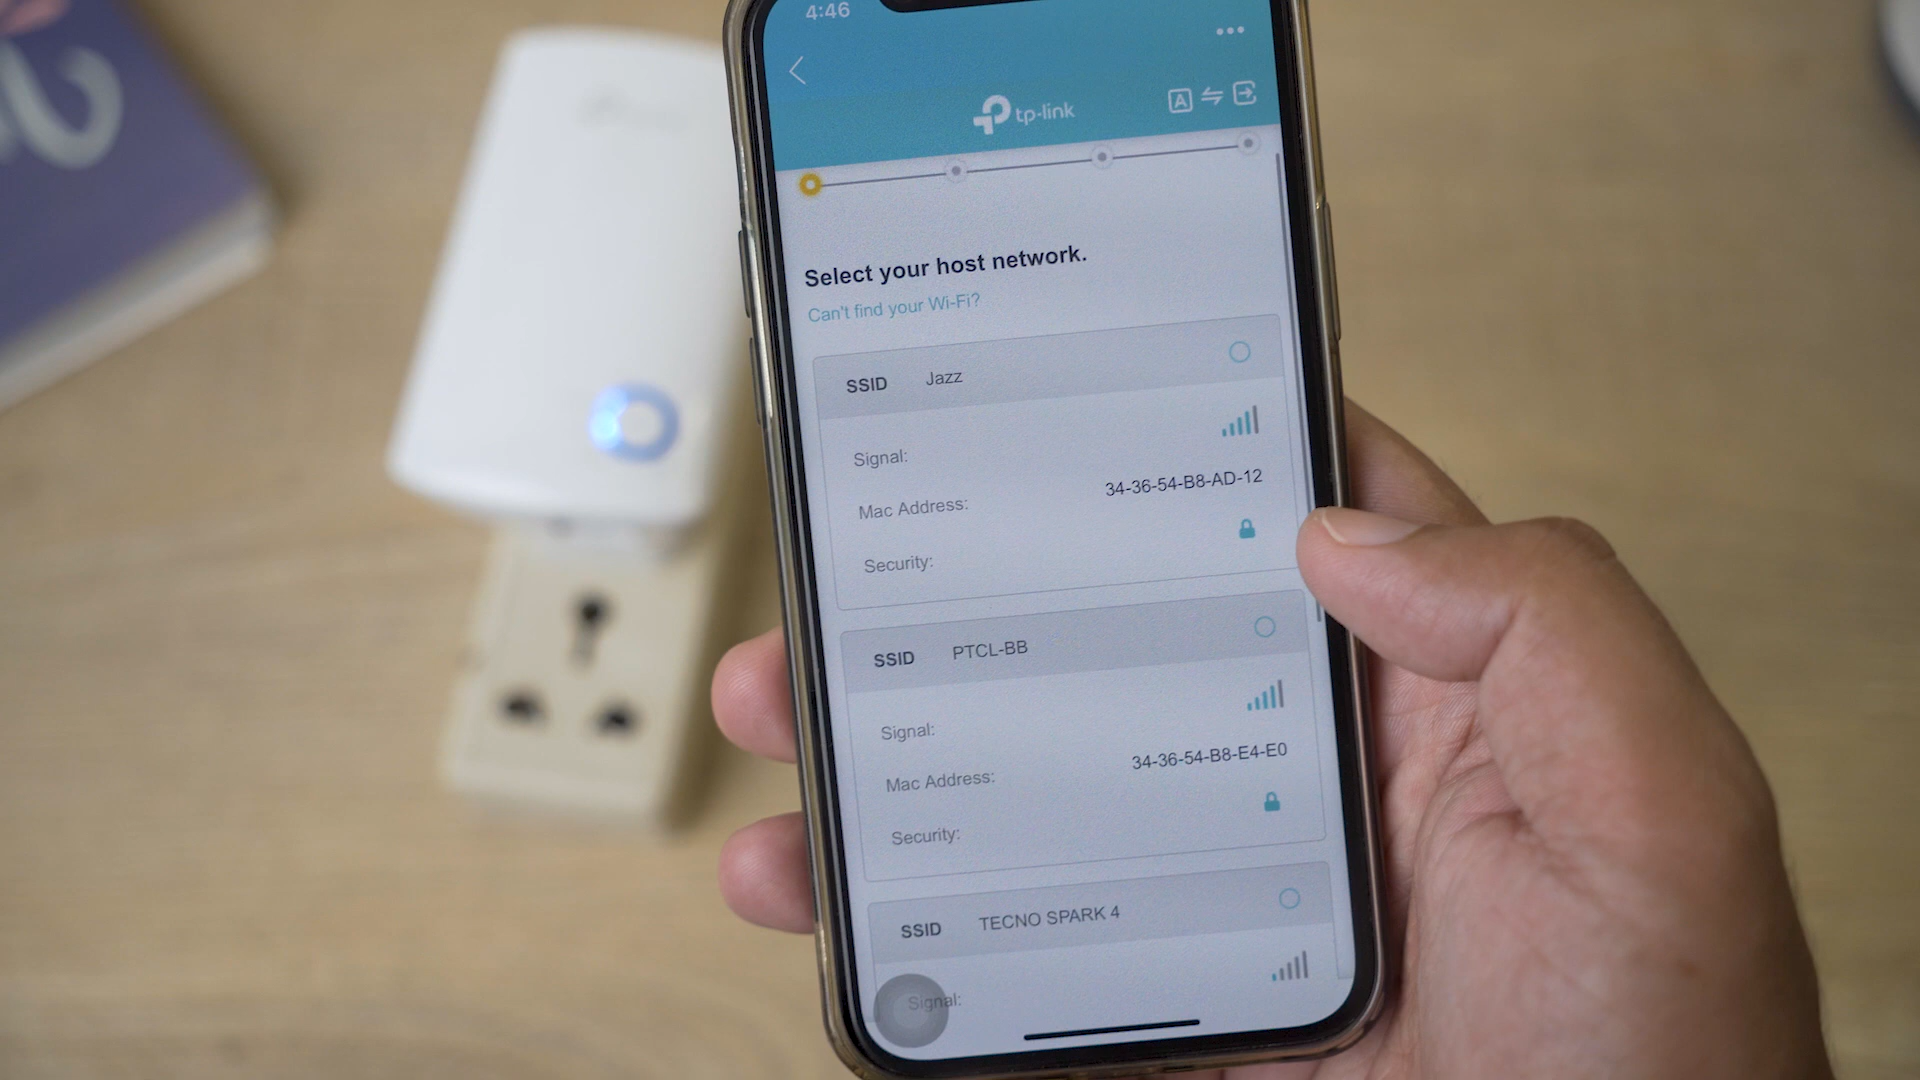 4:46
tp-link
A
Select your host network.
Can't find your Wi-Fi?
SSID Jazz
Signal:
Mac Address: 34-36-54-B8-AD-12
Security:
SSID PTCL-BB
Signal:
Mac Address: 34-36-54-B8-E4-E0
Security:
SSID TECNO SPARK 4
Signal: